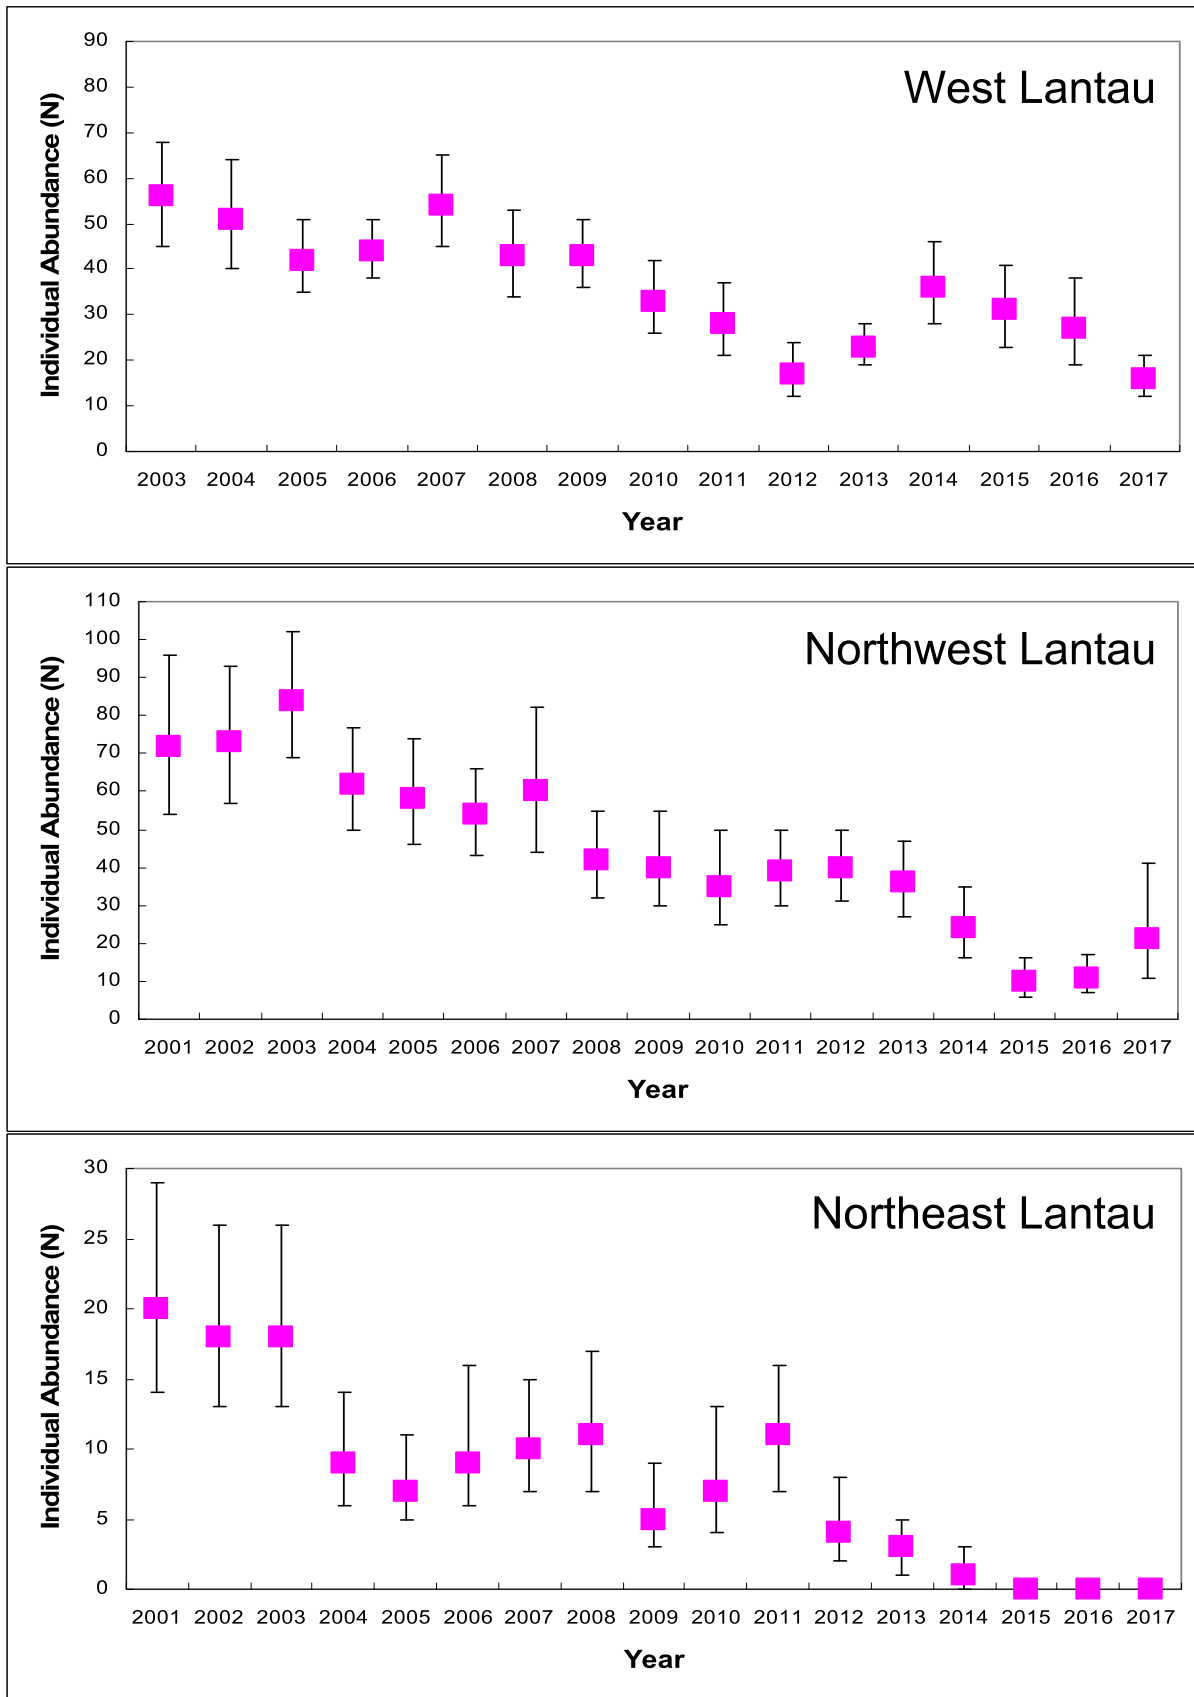 West Lantau
Individual Abundance (N)
90
80
70
60
50
40
30
20
10
0
2003 2004 2005 2006 2007 2008 2009 2010 2011 2012 2013 2014 2015 2016 2017
Year
Northwest Lantau
Individual Abundance (N)
110
100
90
80
70
60
50
40
30
20
10
0
2001 2002 2003 2004 2005 2006 2007 2008 2009 2010 2011 2012 2013 2014 2015 2016 2017
Year
Northeast Lantau
Individual Abundance (N)
30
25
20
15
10
5
0
2001 2002 2003 2004 2005 2006 2007 2008 2009 2010 2011 2012 2013 2014 2015 2016 2017
Year